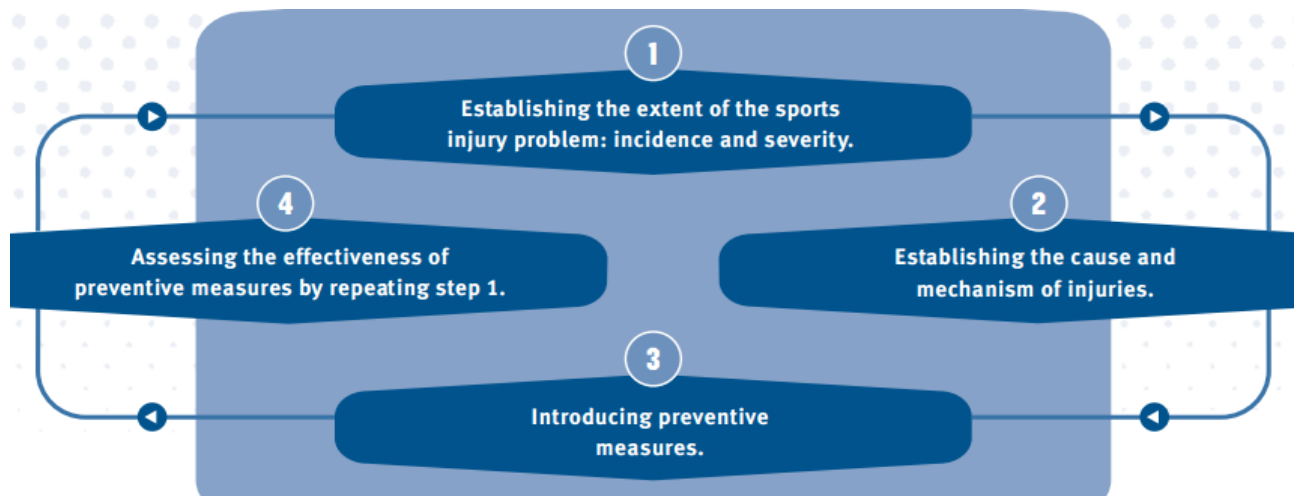 1
Establishing the extent of the sports
injury problem: incidence and severity.
2
Establishing the cause and
mechanism of injuries.
3
Introducing preventive
measures.
4
Assessing the effectiveness of
preventive measures by repeating step 1.